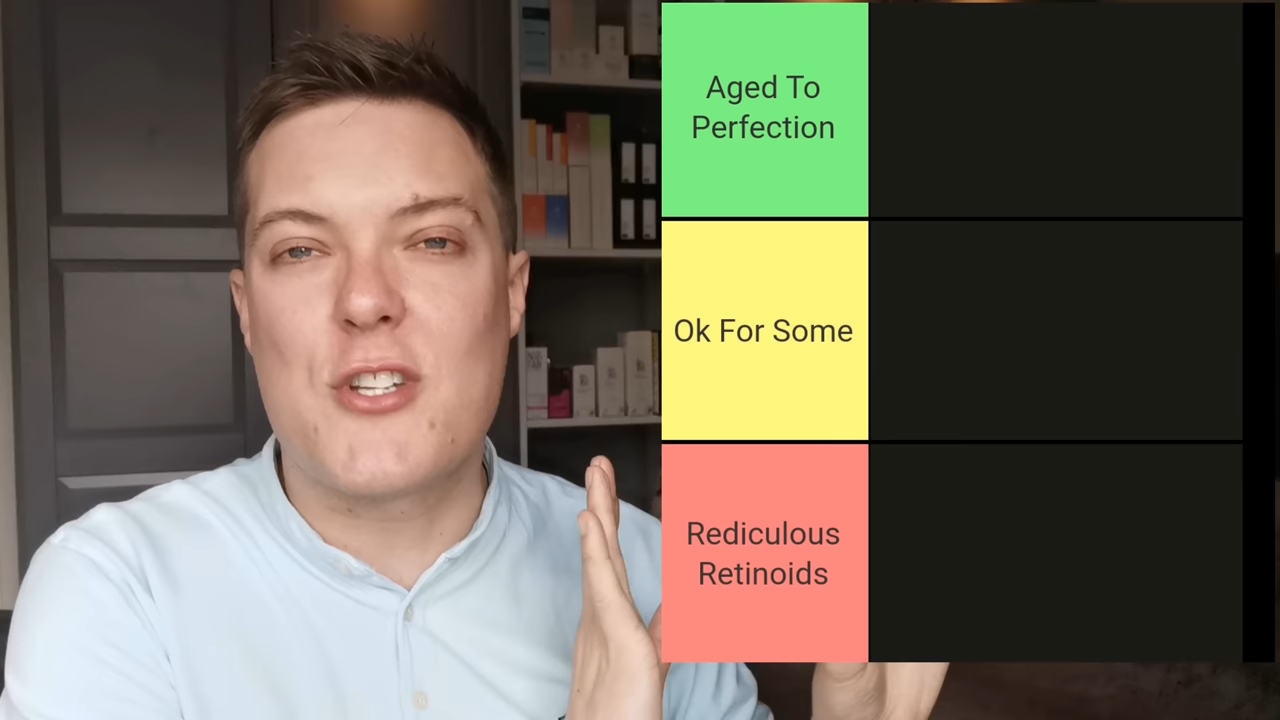 Aged To
Perfection
Ok For Some
Rediculous
Retinoids